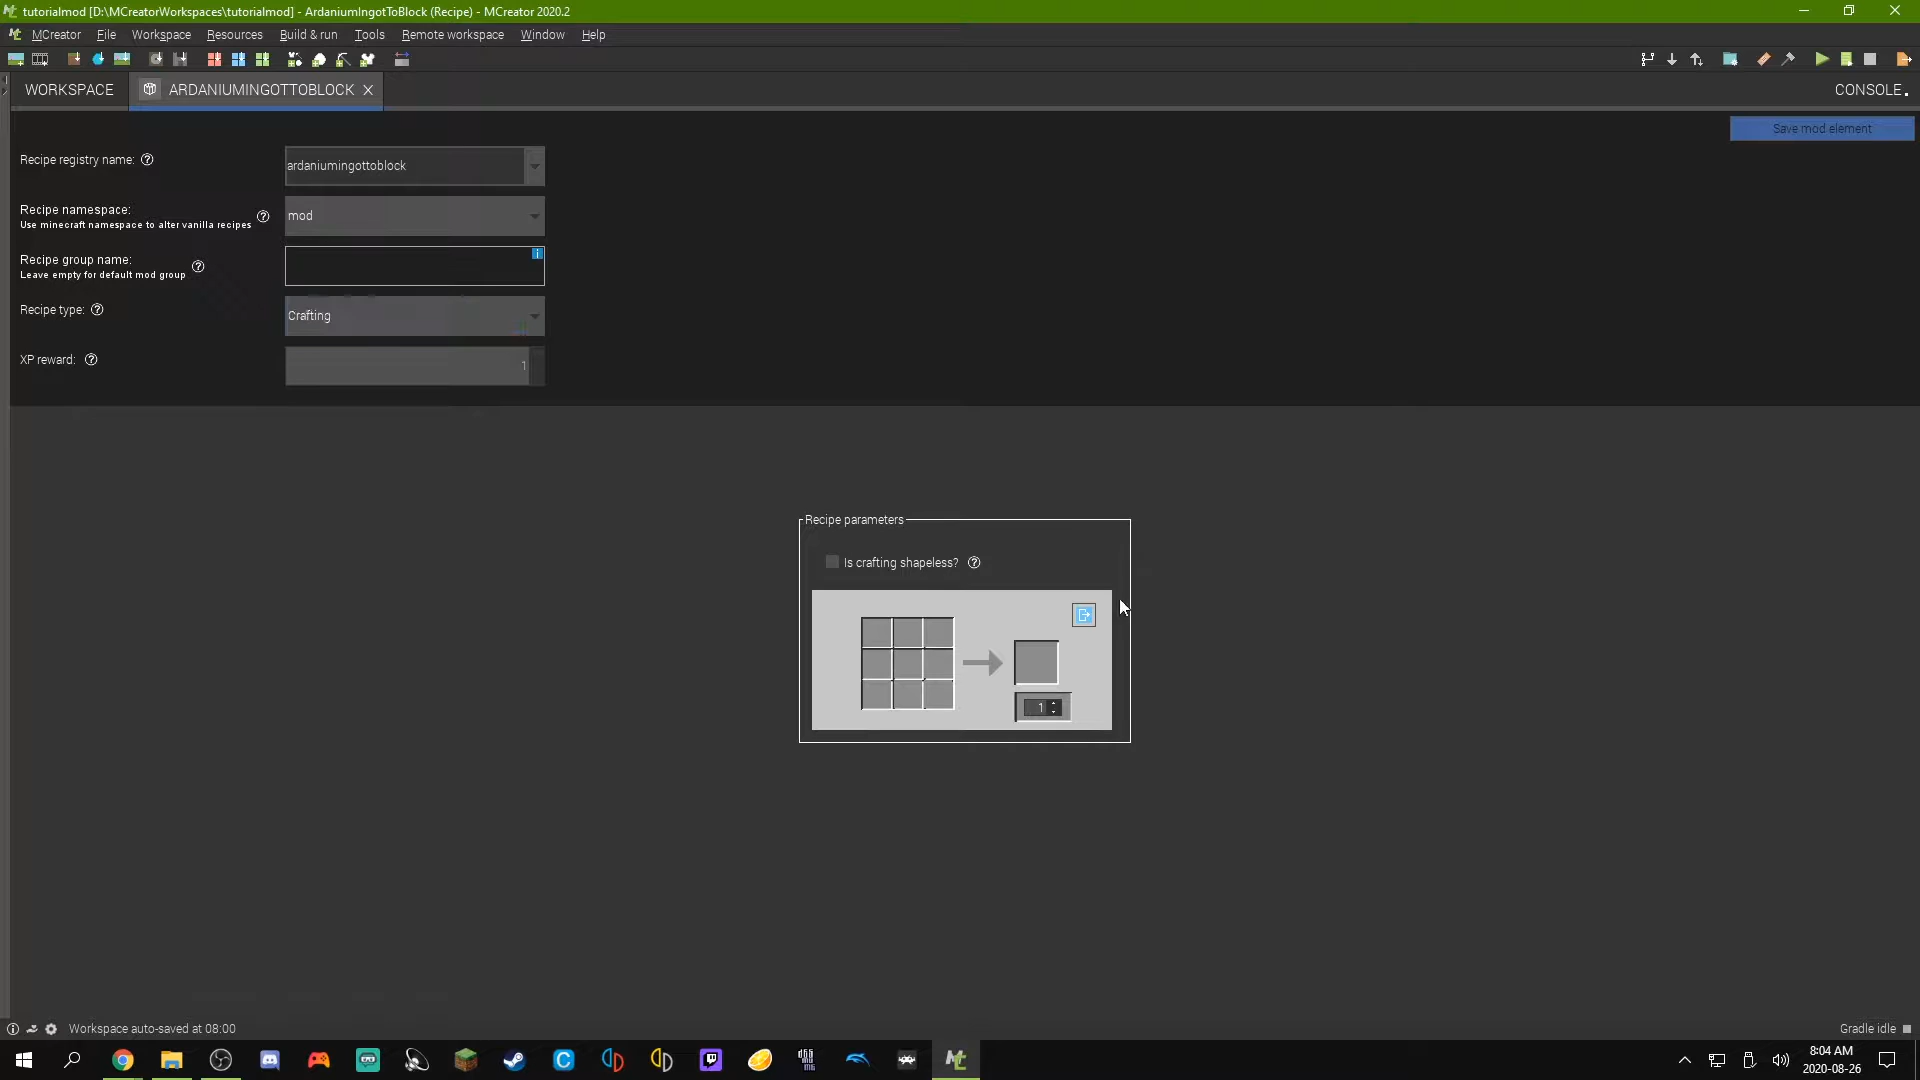 tutorialmod [D:\MCreatorWorkspaces\tutorialmod] - ArdaniumIngotToBlock (Recipe) - MCreator 2020.2
MCreator File Workspace Resources Build & run Tools Remote workspace Window Help
WORKSPACE ARDANIUMINGOTTOBLOCK CONSOLE
Save mod element
Recipe registry name: ardaniumingottoblock
Recipe namespace: mod
Use minecraft namespace to alter vanilla recipes
Recipe group name:
Leave empty for default mod group
Recipe type: Crafting
XP reward: 1
Recipe parameters
Is crafting shapeless?
1
Workspace auto-saved at 08:00 Gradle idle
8:04 AM
2020-08-26